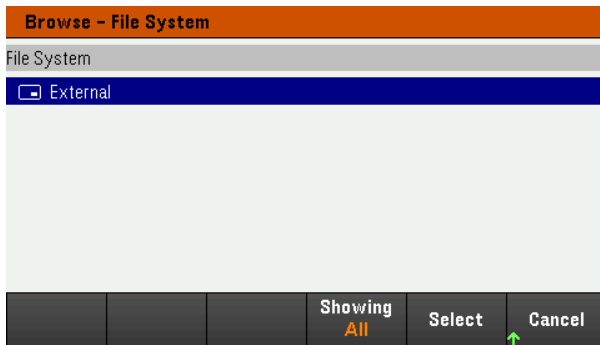 Browse - File System
File System
External
Showing
All
Select
Cancel